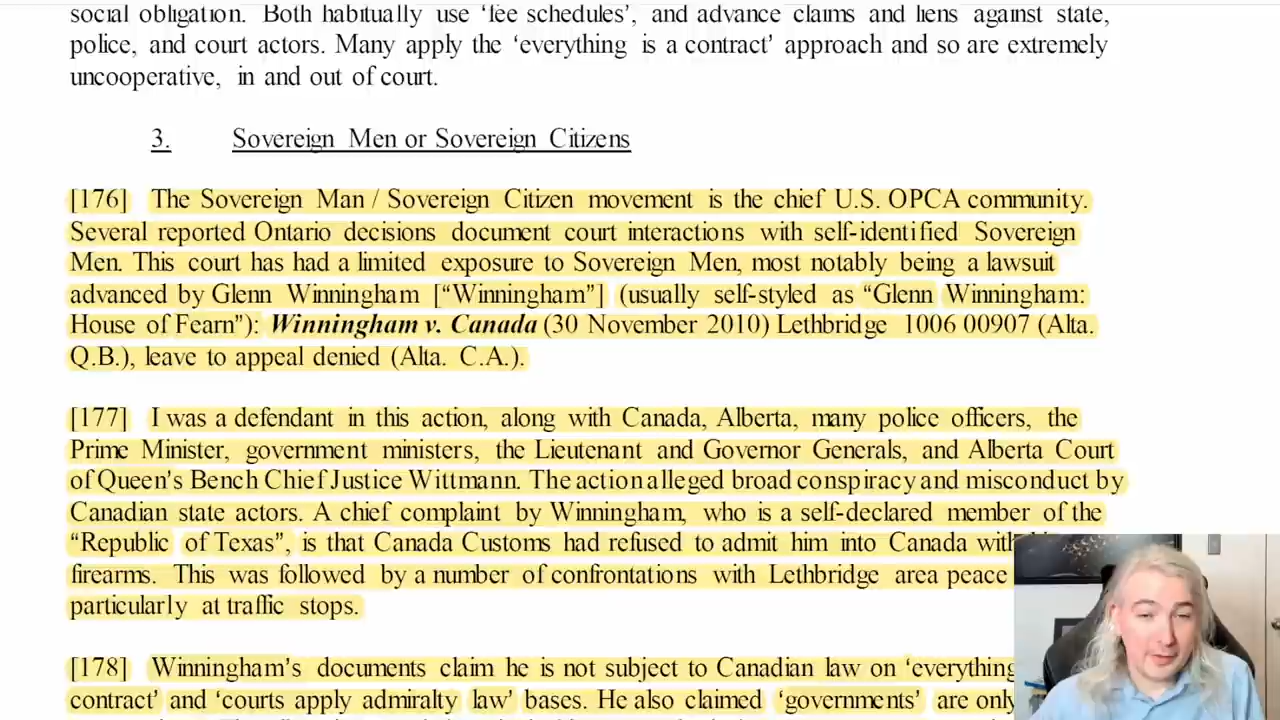 social obligation. Both habitually use ‘fee schedules’, and advance claims and liens against state,
police, and court actors. Many apply the ‘everything is a contract’ approach and so are extremely
uncooperative, in and out of court.
3. Sovereign Men or Sovereign Citizens
[176] The Sovereign Man / Sovereign Citizen movement is the chief U.S. OPCA community.
Several reported Ontario decisions document court interactions with self-identified Sovereign
Men. This court has had a limited exposure to Sovereign Men, most notably being a lawsuit
advanced by Glenn Winningham [“Winningham”] (usually self-styled as “Glenn Winningham:
House of Fearn”): Winningham v. Canada (30 November 2010) Lethbridge 1006 00907 (Alta.
Q.B.), leave to appeal denied (Alta. C.A.).
[177] I was a defendant in this action, along with Canada, Alberta, many police officers, the
Prime Minister, government ministers, the Lieutenant and Governor Generals, and Alberta Court
of Queen’s Bench Chief Justice Wittmann. The action alleged broad conspiracy and misconduct by
Canadian state actors. A chief complaint by Winningham, who is a self-declared member of the
“Republic of Texas”, is that Canada Customs had refused to admit him into Canada with
firearms. This was followed by a number of confrontations with Lethbridge area peace
particularly at traffic stops.
[178] Winningham’s documents claim he is not subject to Canadian law on ‘everything
contract’ and ‘courts apply admiralty law’ bases. He also claimed ‘governments’ are only